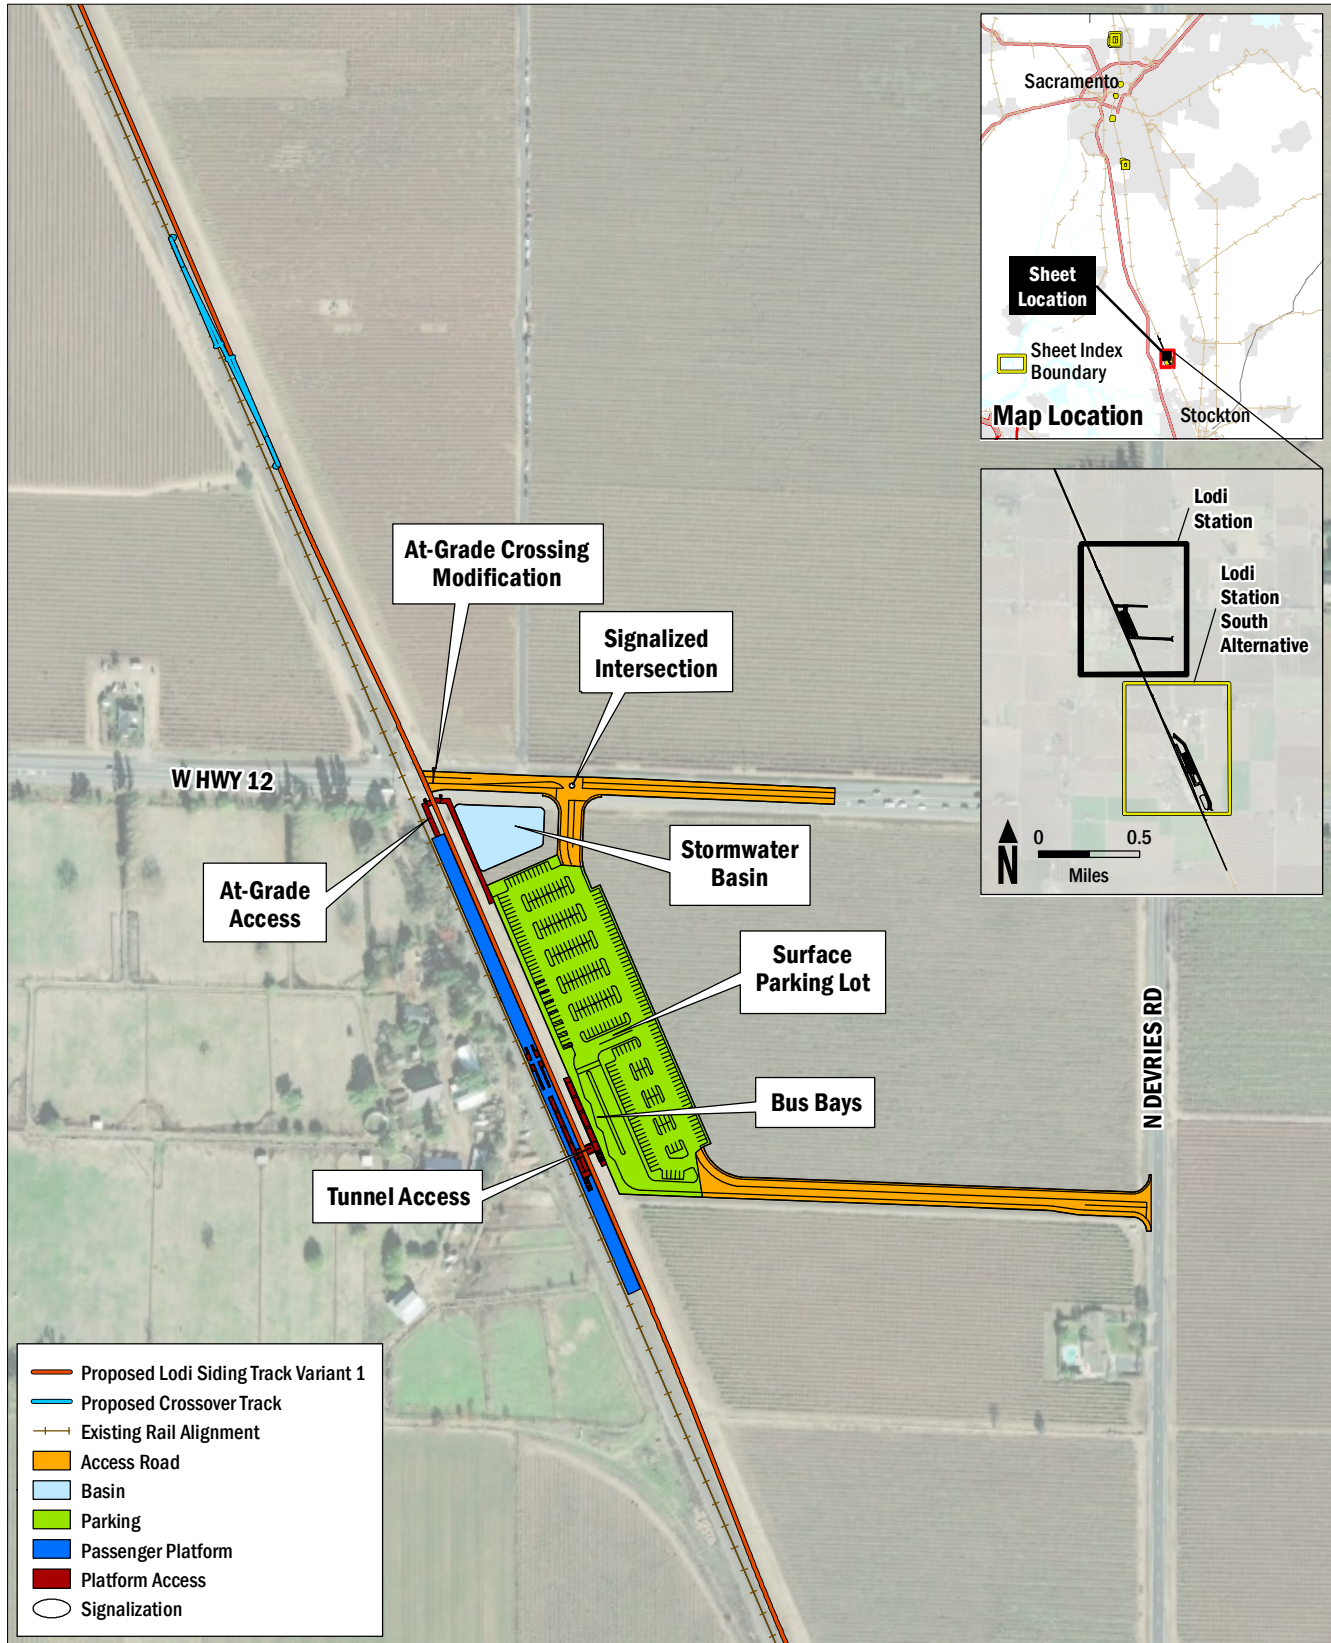 Sacramento
Sheet
Location
Sheet Index
Boundary
Map Location
Stockton
Lodi
Station
Lodi
Station
South
Alternative
N
0
0.5
Miles
At-Grade Crossing
Modification
Signalized
Intersection
W HWY 12
Stormwater
Basin
At-Grade
Access
Surface
Parking Lot
Bus Bays
N DEVRIES RD
Tunnel Access
Proposed Lodi Siding Track Variant 1
Proposed Crossover Track
Existing Rail Alignment
Access Road
Basin
Parking
Passenger Platform
Platform Access
Signalization